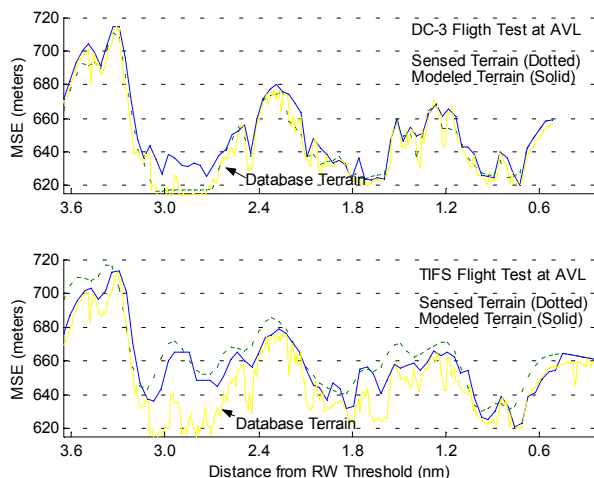 DC-3 Fligth Test at AVL
Sensed Terrain (Dotted)
Modeled Terrain (Solid)
MSE (meters)
720
700
680
660
640
620
Database Terrain
3.6 3.0 2.4 1.8 1.2 0.6
TIFS Flight Test at AVL
Sensed Terrain (Dotted)
Modeled Terrain (Solid)
MSE (meters)
720
700
680
660
640
620
Database Terrain
3.6 3.0 2.4 1.8 1.2 0.6
Distance from RW Threshold (nm)